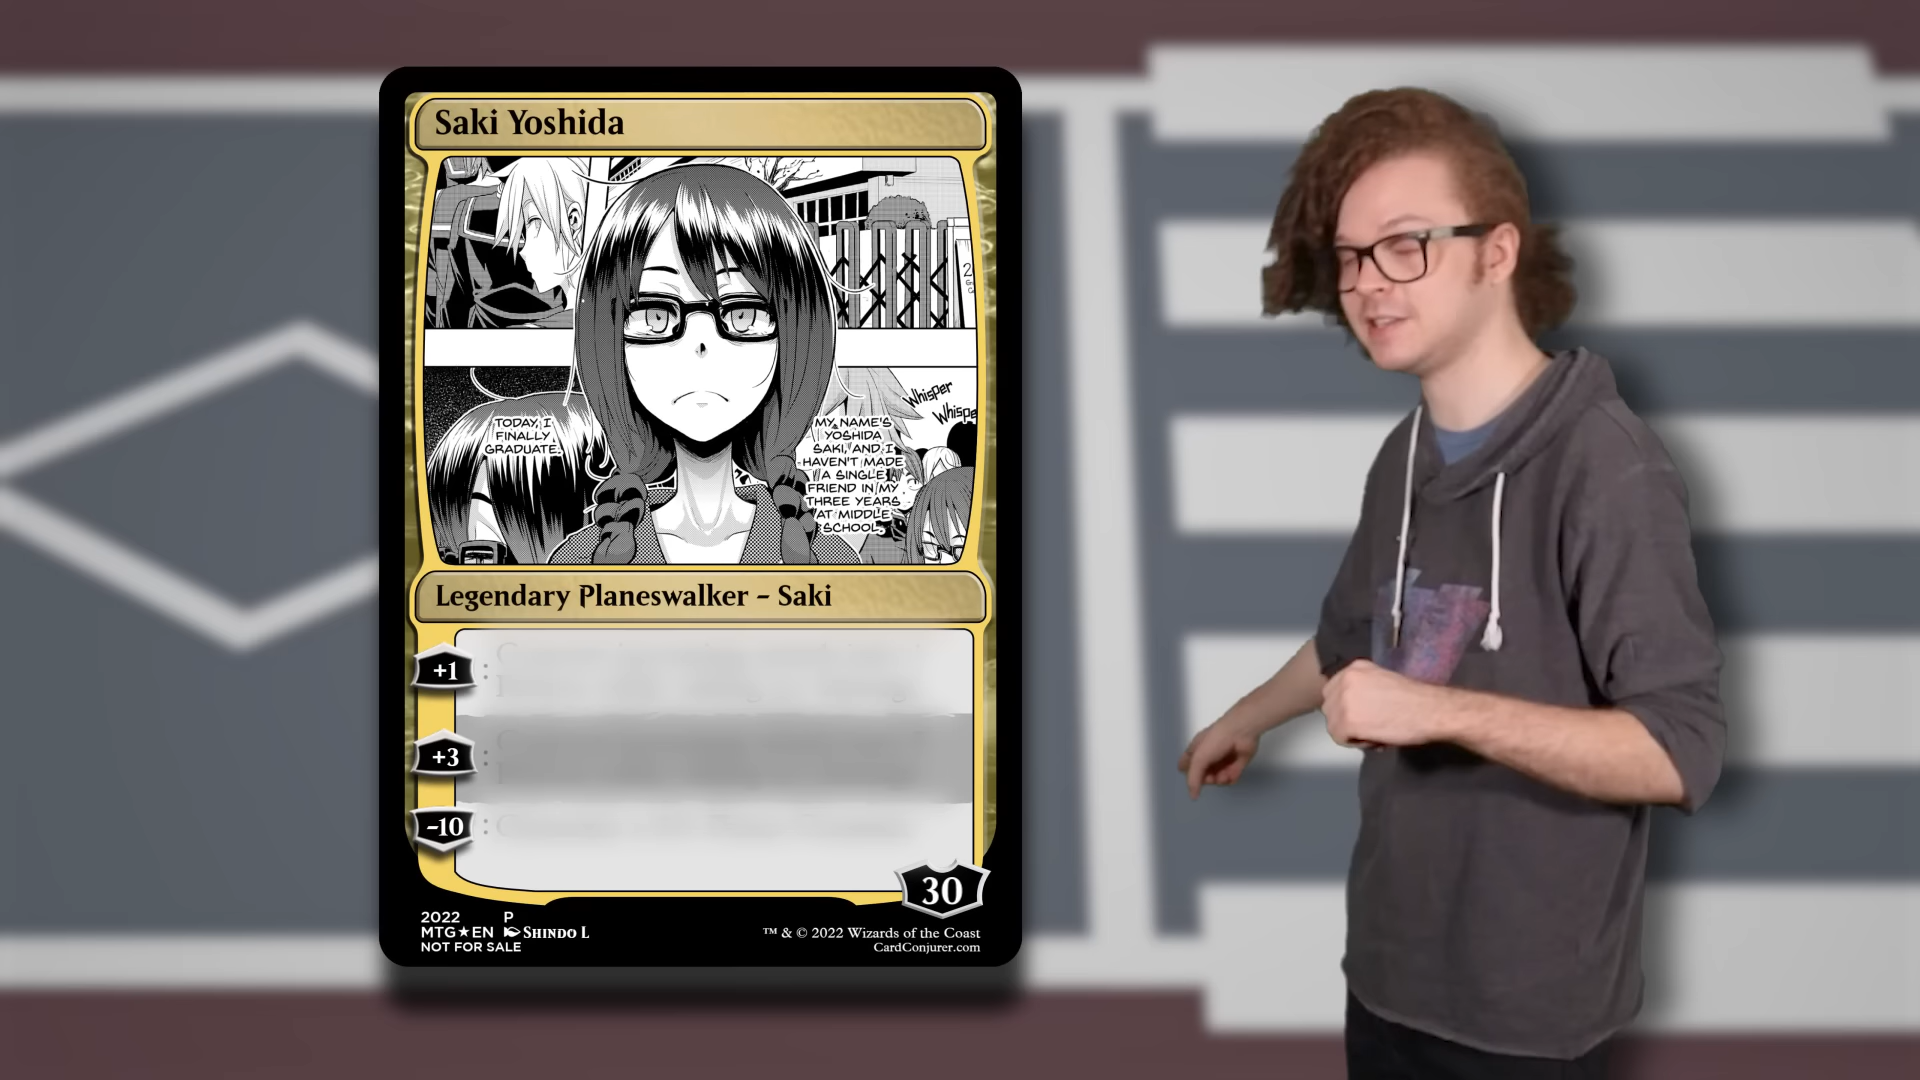 Saki Yoshida
Whisper
TODAY, I
FINALLY
GRADUATE.
MY NAME'S
YOSHIDA
SAKI, AND I
HAVEN'T MADE
A SINGLE
FRIEND IN MY
THREE YEARS
AT MIDDLE
SCHOOL.
Legendary Planeswalker – Saki
+1 :
+3 :
−10 :
30
2022 P
MTG★EN SHINDO L
NOT FOR SALE
™ & © 2022 Wizards of the Coast
CardConjurer.com